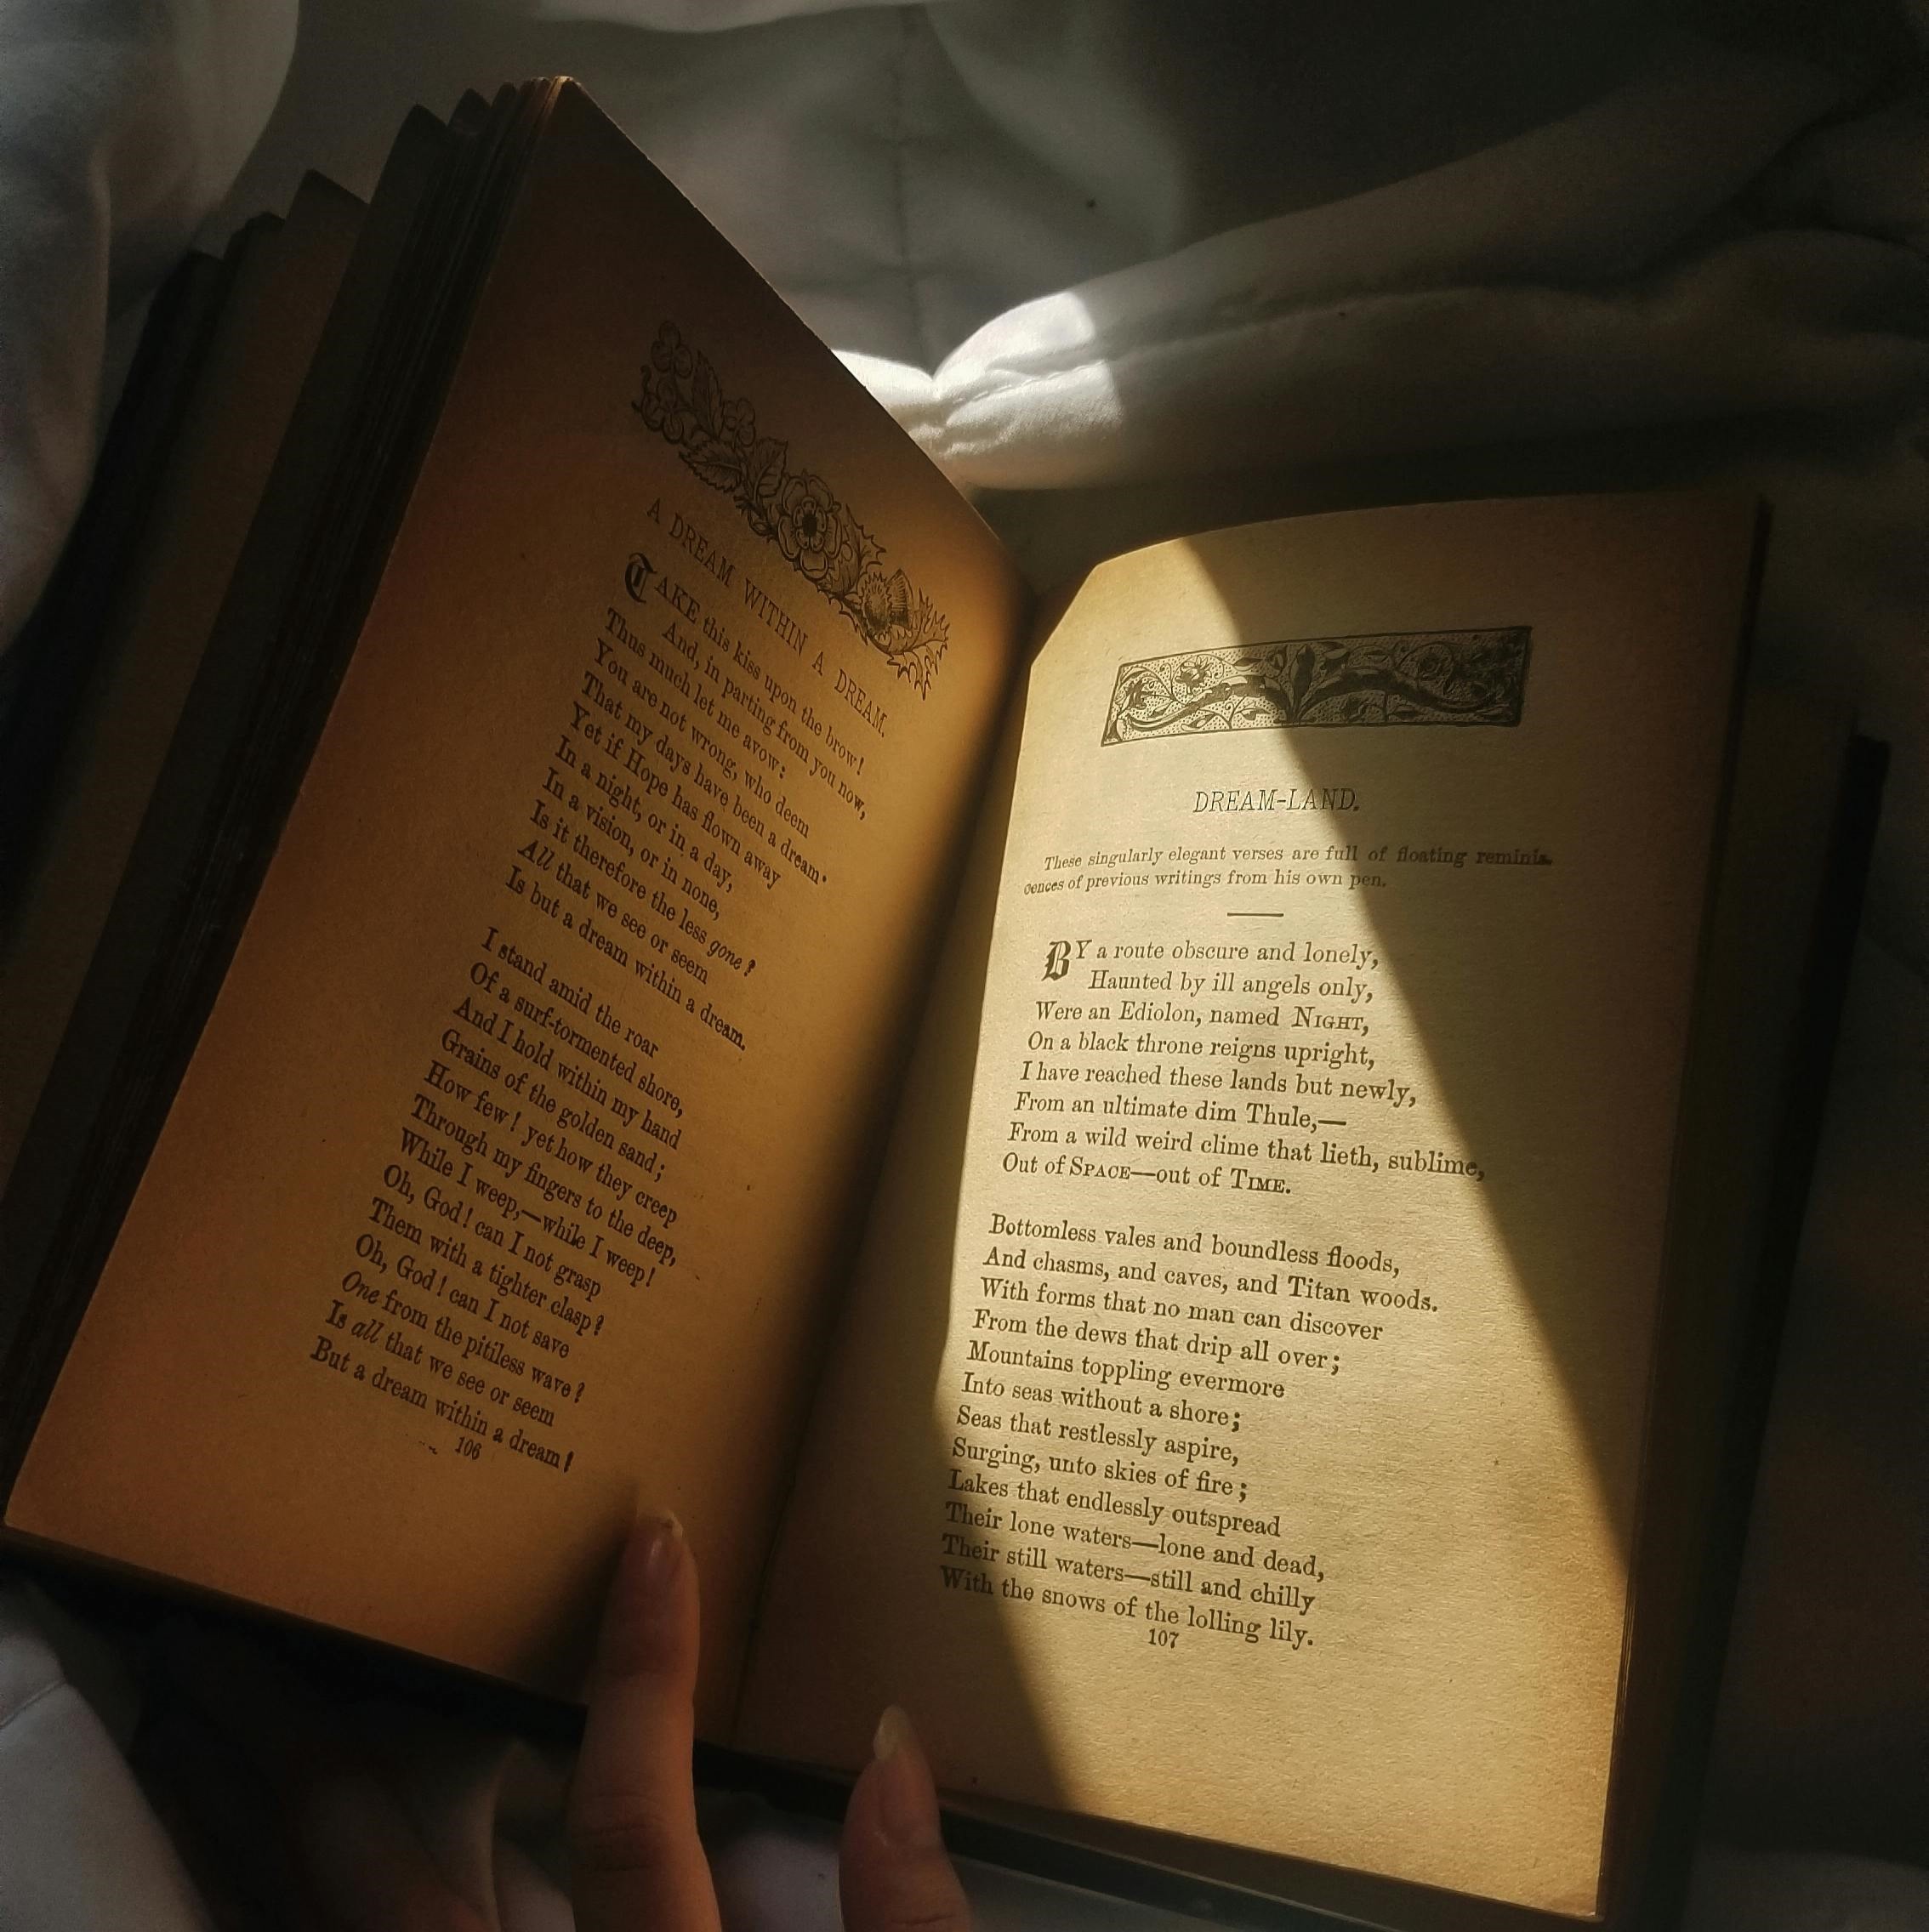 A DREAM WITHIN A DREAM.
TAKE this kiss upon the brow!
And, in parting from you now,
Thus much let me avow:
You are not wrong, who deem
That my days have been a dream.
Yet if Hope has flown away
In a night, or in a day,
In a vision, or in none,
Is it therefore the less gone?
All that we see or seem
Is but a dream within a dream.
I stand amid the roar
Of a surf-tormented shore,
And I hold within my hand
Grains of the golden sand;
How few! yet how they creep
Through my fingers to the deep,
While I weep,—while I weep!
Oh, God! can I not grasp
Them with a tighter clasp?
Oh, God! can I not save
One from the pitiless wave?
Is all that we see or seem
But a dream within a dream!
106
DREAM-LAND.
These singularly elegant verses are full of floating reminis-
cences of previous writings from his own pen.
BY a route obscure and lonely,
Haunted by ill angels only,
Were an Ediolon, named NIGHT,
On a black throne reigns upright,
I have reached these lands but newly,
From an ultimate dim Thule,—
From a wild weird clime that lieth, sublime,
Out of SPACE—out of TIME.
Bottomless vales and boundless floods,
And chasms, and caves, and Titan woods.
With forms that no man can discover
From the dews that drip all over;
Mountains toppling evermore
Into seas without a shore;
Seas that restlessly aspire,
Surging, unto skies of fire;
Lakes that endlessly outspread
Their lone waters—lone and dead,
Their still waters—still and chilly
With the snows of the lolling lily.
107